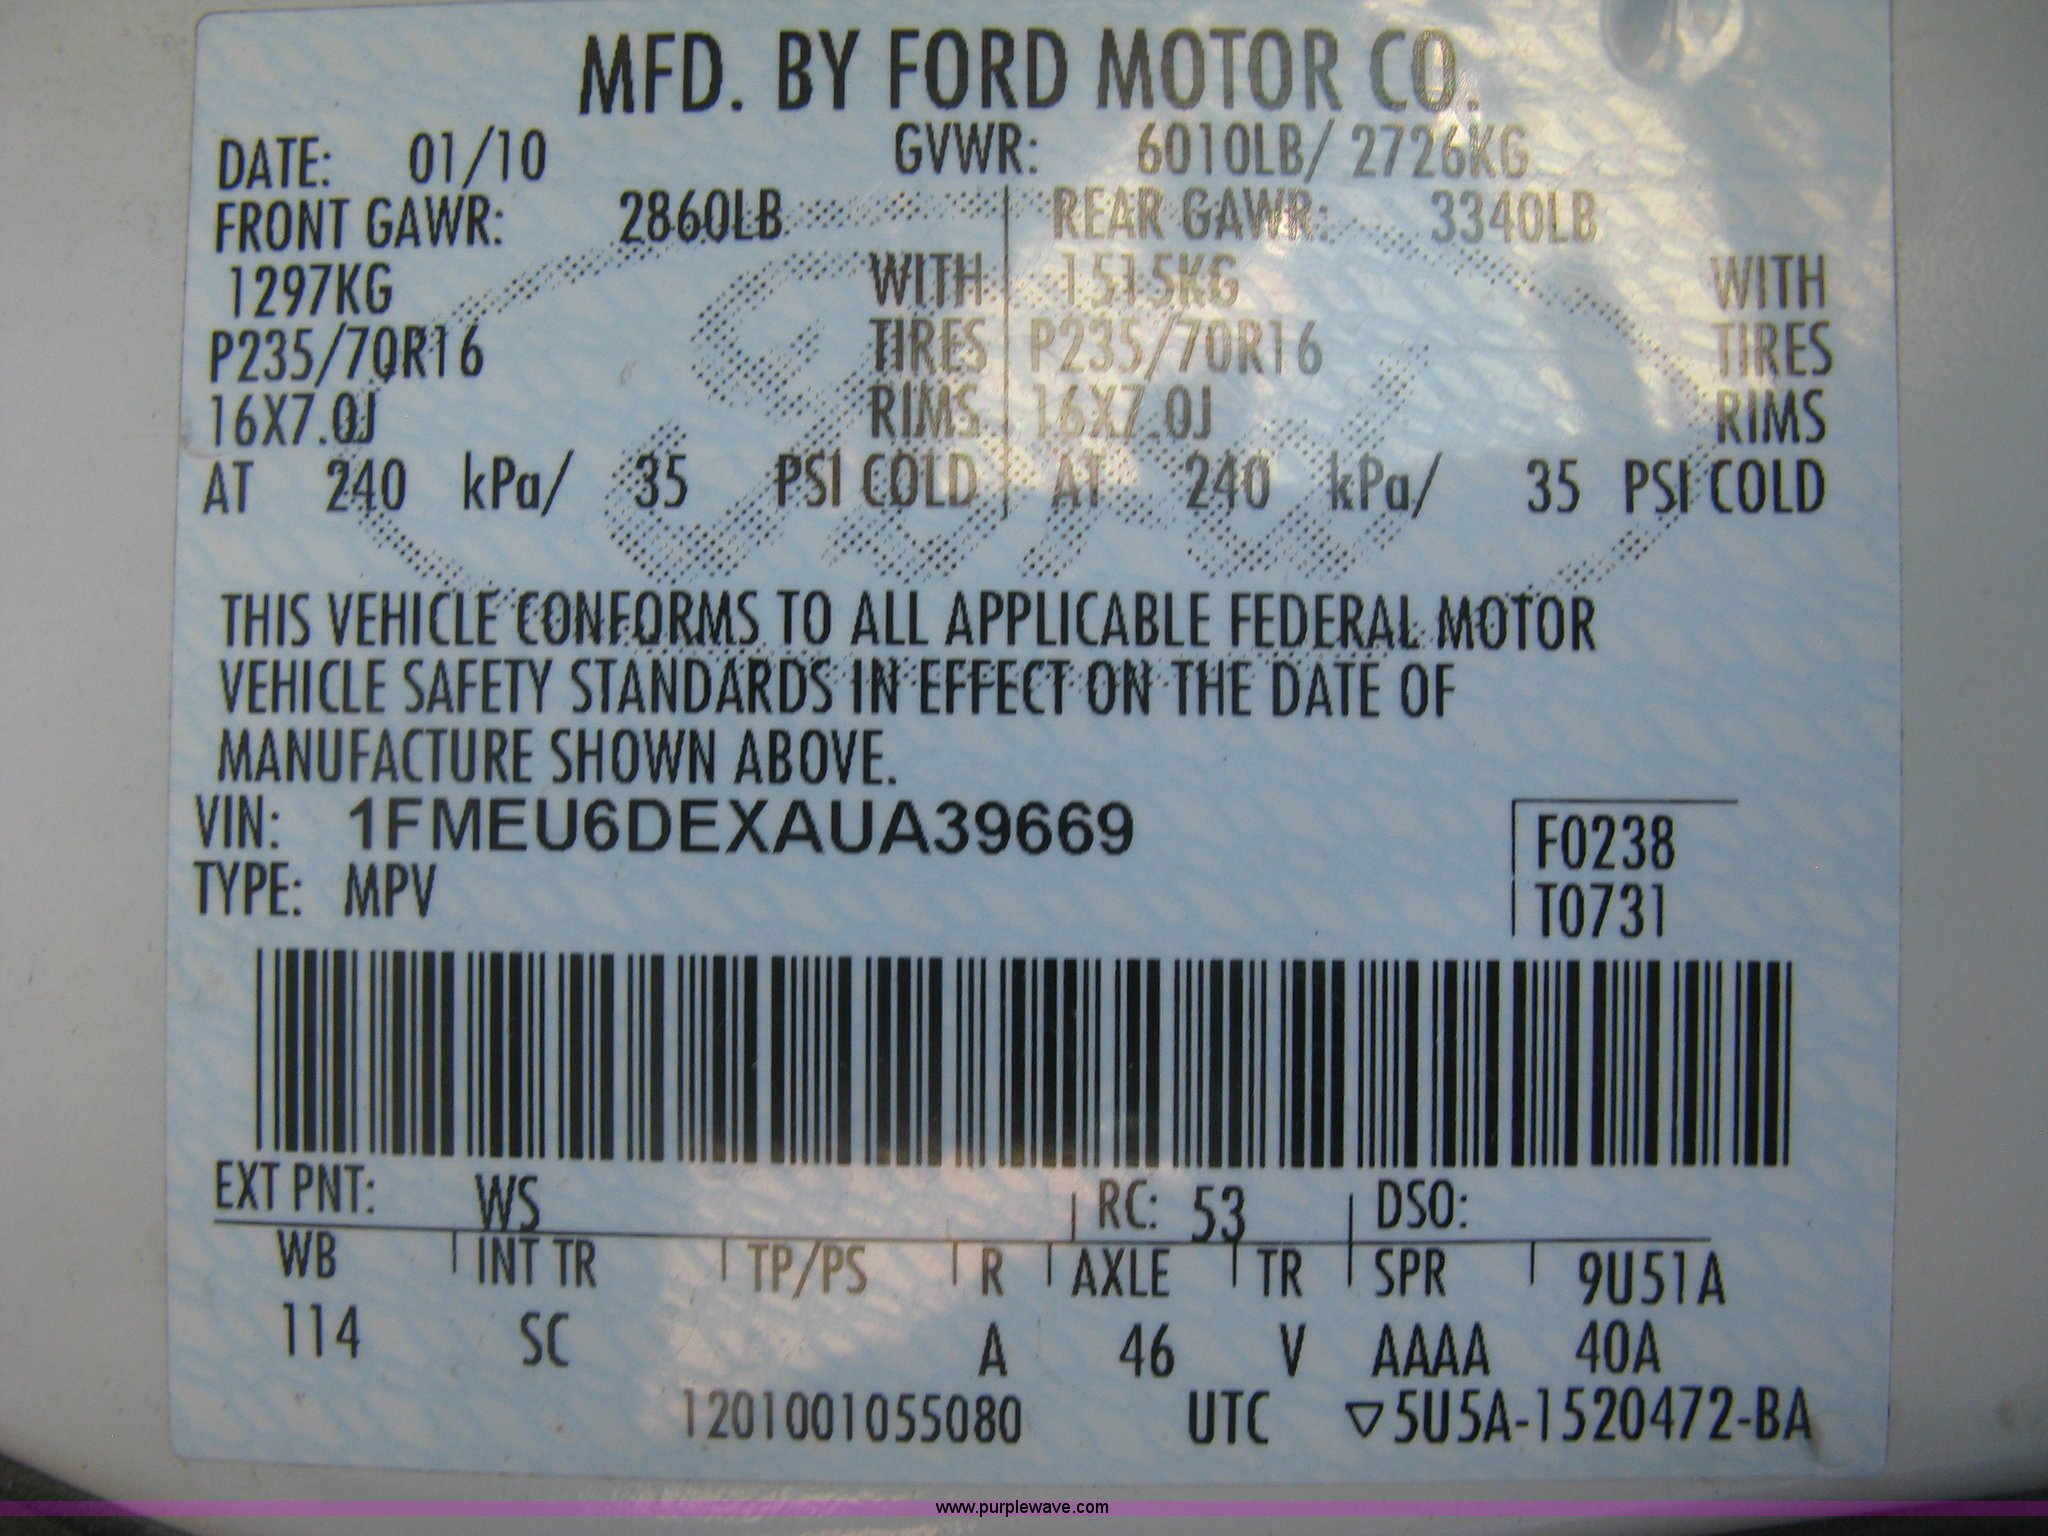 MFD. BY FORD MOTOR CO.
DATE: 01/10 GVWR: 6010LB/ 2726KG
FRONT GAWR: 2860LB REAR GAWR: 3340LB
1297KG WITH 1515KG WITH
P235/70R16 TIRES P235/70R16 TIRES
16X7.0J RIMS 16X7.0J RIMS
AT 240 kPa/ 35 PSI COLD AT 240 kPa/ 35 PSI COLD
THIS VEHICLE CONFORMS TO ALL APPLICABLE FEDERAL MOTOR
VEHICLE SAFETY STANDARDS IN EFFECT ON THE DATE OF
MANUFACTURE SHOWN ABOVE.
VIN: 1FMEU6DEXAUA39669 F0238
TYPE: MPV T0731
EXT PNT: WS RC: 53 DSO:
WB INT TR TP/PS R AXLE TR SPR 9U51A
114 SC A 46 V AAAA 40A
1201001055080 UTC ▽5U5A-1520472-BA
www.purplewave.com